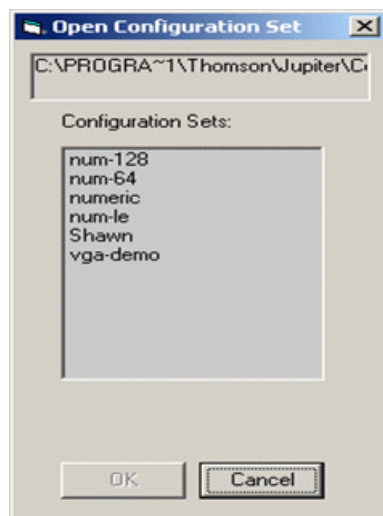 Open Configuration Set
C:\PROGRA~1\Thomson\Jupiter\C
Configuration Sets:
num-128
num-64
numeric
num-le
Shawn
vga-demo
OK
Cancel